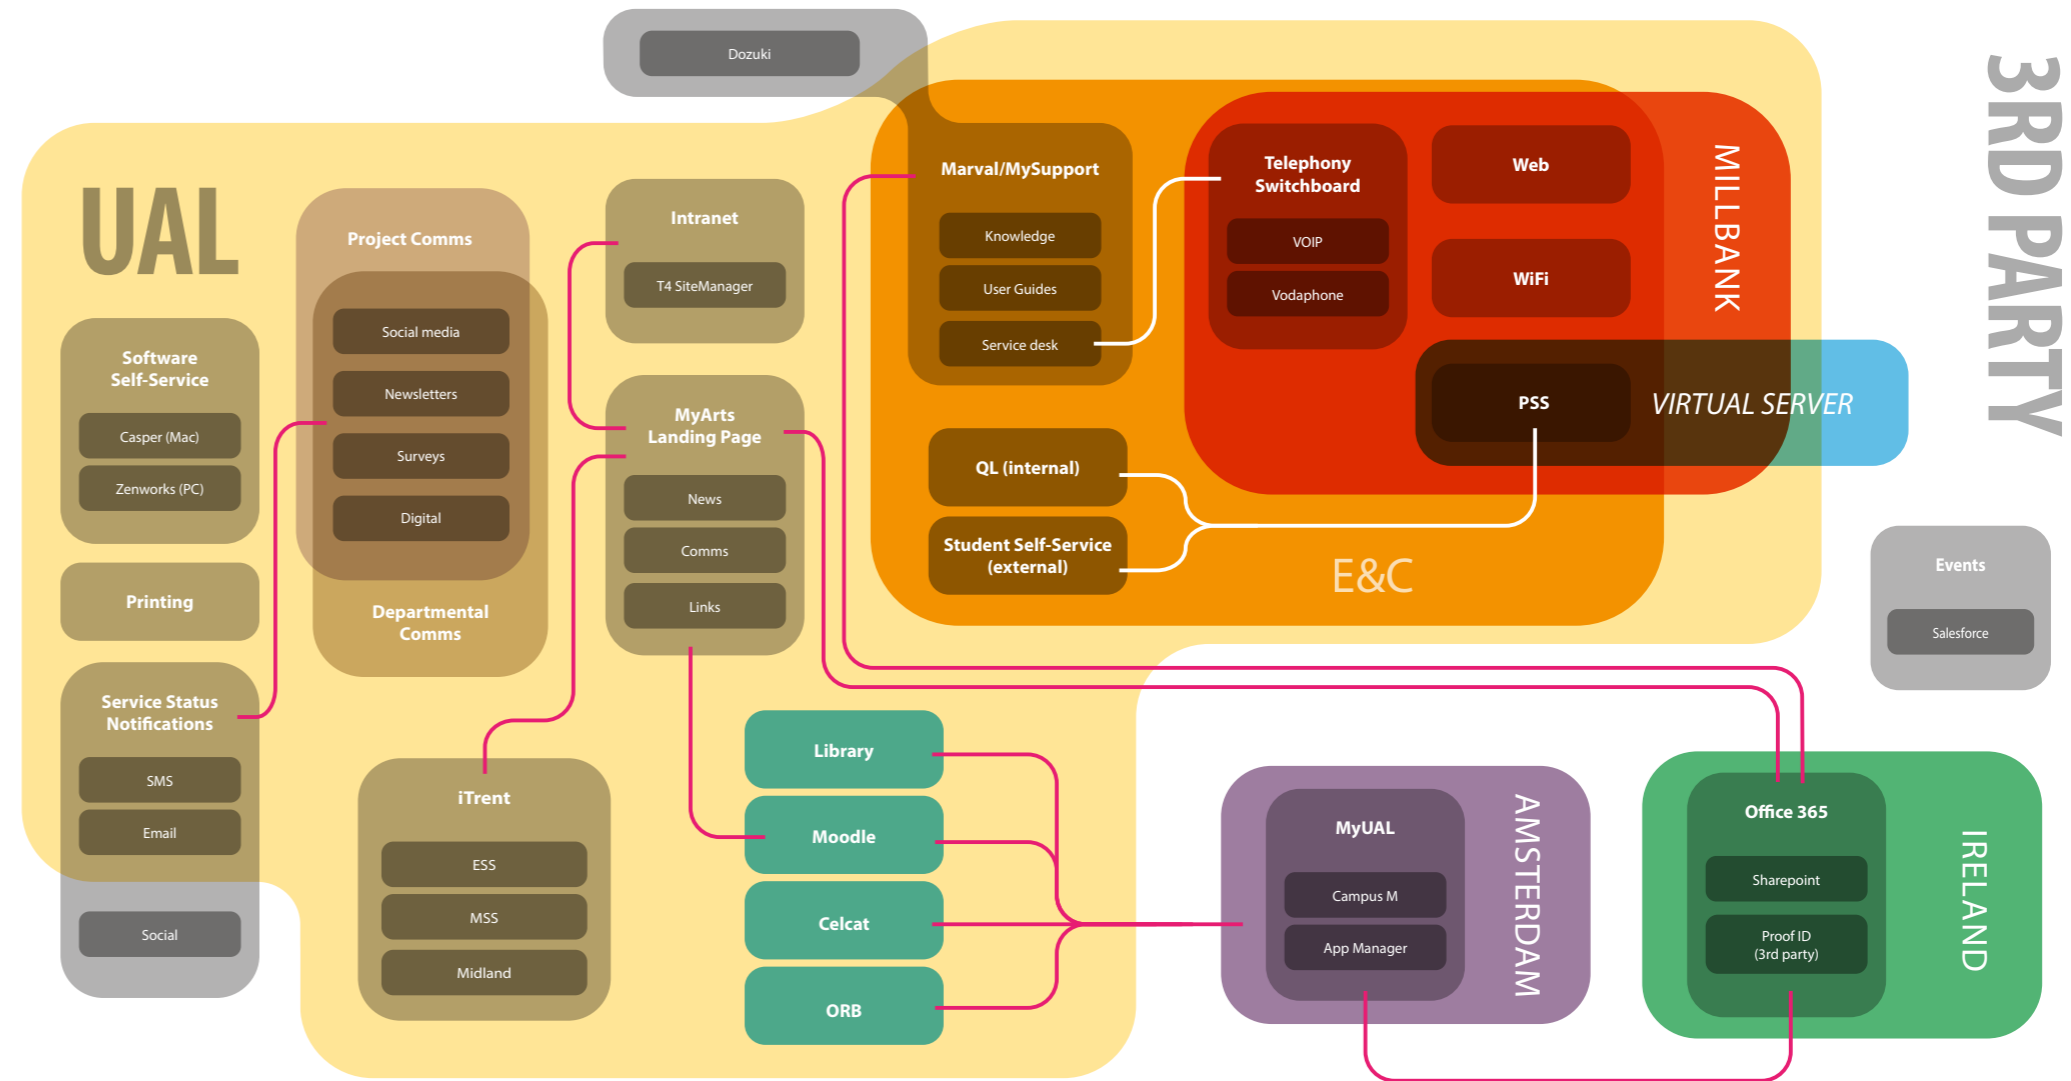 Dozuki
3RD PARTY
UAL
Project Comms
Social media
Newsletters
Surveys
Digital
Departmental
Comms
Software
Self-Service
Casper (Mac)
Zenworks (PC)
Printing
Service Status
Notifications
SMS
Email
Social
Intranet
T4 SiteManager
MyArts
Landing Page
News
Comms
Links
iTrent
ESS
MSS
Midland
Library
Moodle
Celcat
ORB
Marval/MySupport
Knowledge
User Guides
Service desk
QL (internal)
Student Self-Service
(external)
E&C
Telephony
Switchboard
VOIP
Vodaphone
Web
WiFi
MILLBANK
PSS
VIRTUAL SERVER
Events
Salesforce
MyUAL
Campus M
App Manager
AMSTERDAM
Office 365
Sharepoint
Proof ID
(3rd party)
IRELAND